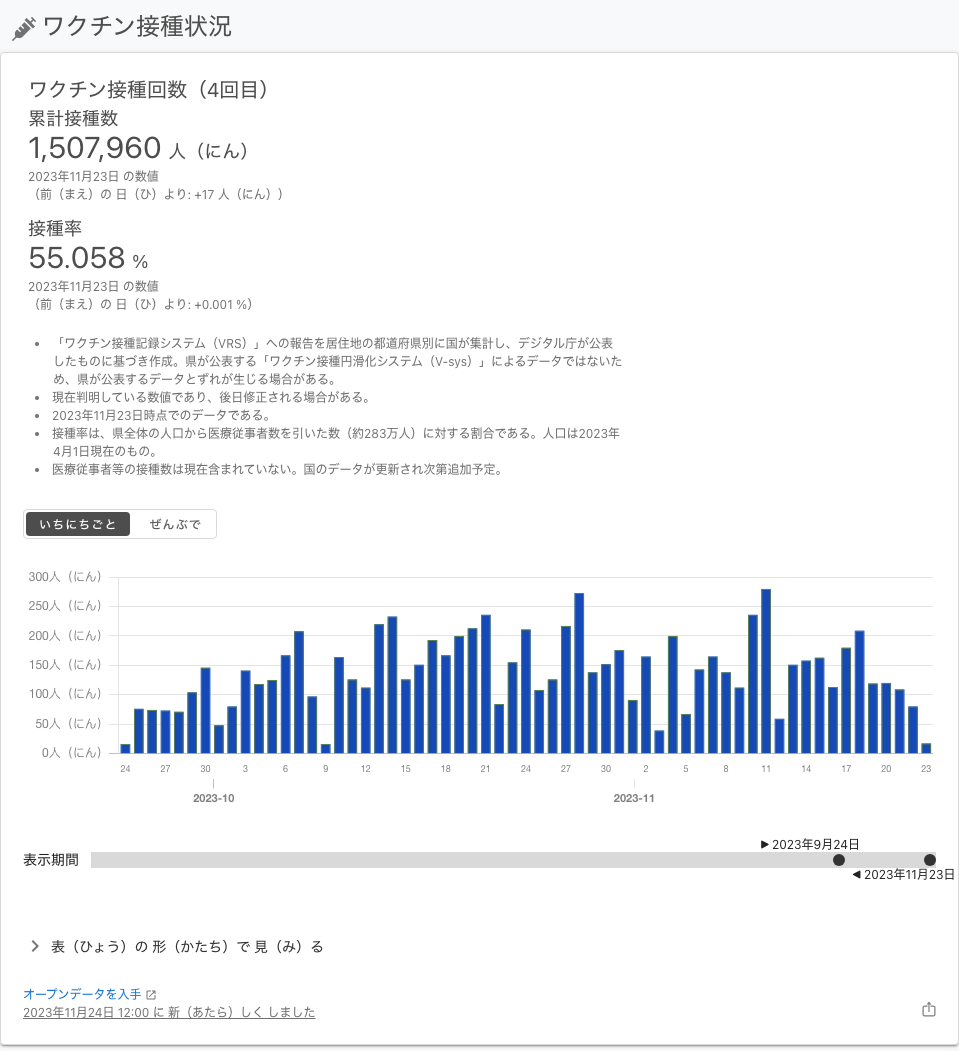 ワクチン接種状況
ワクチン接種回数（4回目）
累計接種数
1,507,960 人（にん）
2023年11月23日 の数値
（前（まえ）の 日（ひ）より: +17 人（にん））
接種率
55.058 %
2023年11月23日 の数値
（前（まえ）の 日（ひ）より: +0.001 %）
• 「ワクチン接種記録システム（VRS）」への報告を居住地の都道府県別に国が集計し、デジタル庁が公表
したものに基づき作成。県が公表する「ワクチン接種円滑化システム（V-sys）」によるデータではないた
め、県が公表するデータとずれが生じる場合がある。
• 現在判明している数値であり、後日修正される場合がある。
• 2023年11月23日時点でのデータである。
• 接種率は、県全体の人口から医療従事者数を引いた数（約283万人）に対する割合である。人口は2023年
4月1日現在のもの。
• 医療従事者等の接種数は現在含まれていない。国のデータが更新され次第追加予定。
いちにちごと ぜんぶで
300人（にん）
250人（にん）
200人（にん）
150人（にん）
100人（にん）
50人（にん）
0人（にん）
24 27 30 3 6 9 12 15 18 21 24 27 30 2 5 8 11 14 17 20 23
2023-10 2023-11
▶ 2023年9月24日
表示期間
◀ 2023年11月23日
表（ひょう）の 形（かたち）で 見（み）る
オープンデータを入手
2023年11月24日 12:00 に 新（あたら）しく しました